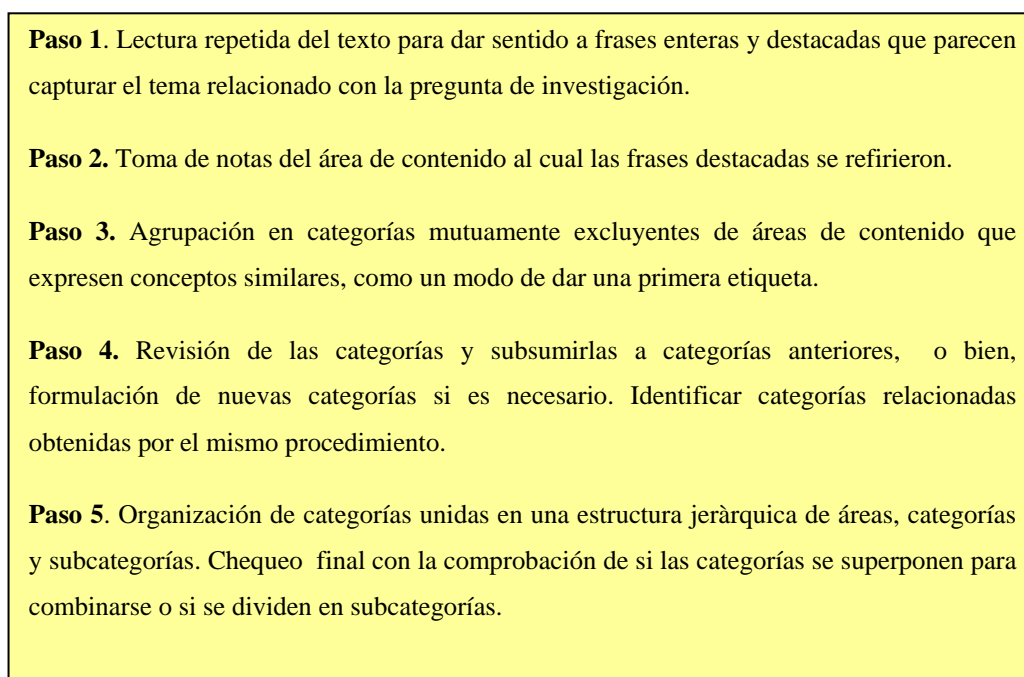 Paso 1. Lectura repetida del texto para dar sentido a frases enteras y destacadas que parecen
capturar el tema relacionado con la pregunta de investigación.
Paso 2. Toma de notas del área de contenido al cual las frases destacadas se refirieron.
Paso 3. Agrupación en categorías mutuamente excluyentes de áreas de contenido que
expresen conceptos similares, como un modo de dar una primera etiqueta.
Paso 4. Revisión de las categorías y subsumirlas a categorías anteriores, o bien,
formulación de nuevas categorías si es necesario. Identificar categorías relacionadas
obtenidas por el mismo procedimiento.
Paso 5. Organización de categorías unidas en una estructura jeràrquica de áreas, categorías
y subcategorías. Chequeo final con la comprobación de si las categorías se superponen para
combinarse o si se dividen en subcategorías.